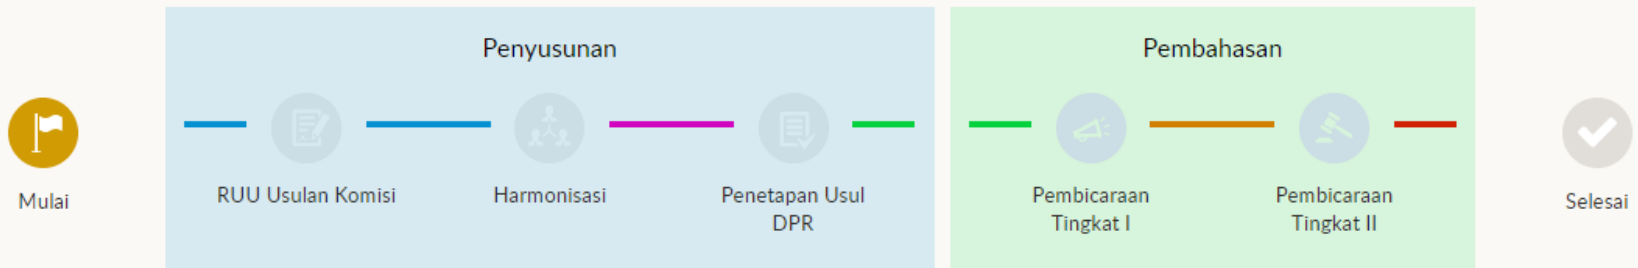 Penyusunan
Pembahasan
Mulai
RUU Usulan Komisi
Harmonisasi
Penetapan Usul
DPR
Pembicaraan
Tingkat I
Pembicaraan
Tingkat II
Selesai